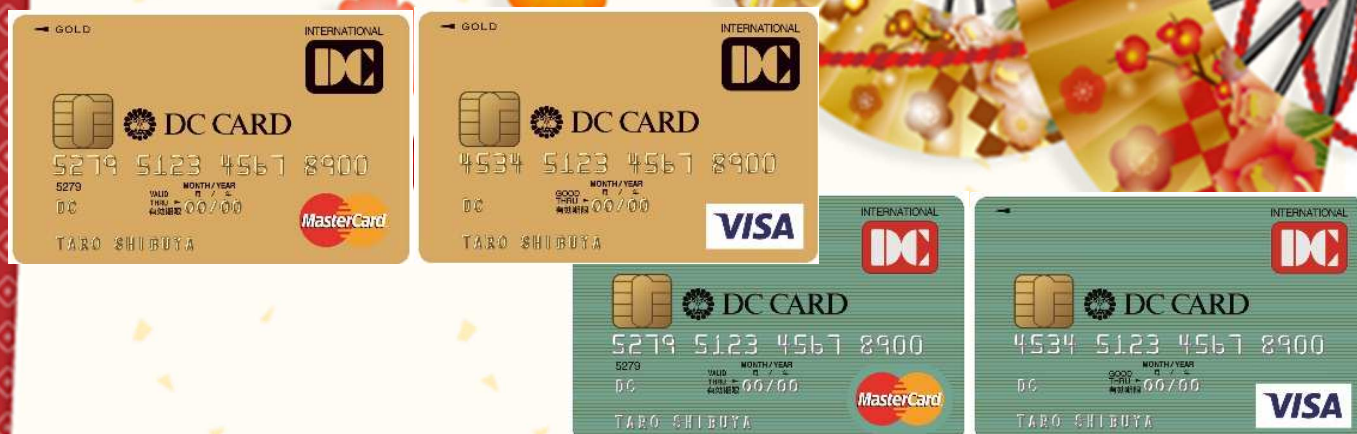 GOLD
INTERNATIONAL
DC
DC CARD
5279 5123 4567 8900
5279
MONTH/YEAR
VALID 月 / 年
THRU
有効期限 00/00
DC
MasterCard
TARO SHIBUYA
GOLD
INTERNATIONAL
DC
DC CARD
4534 5123 4567 8900
MONTH/YEAR
GOOD 月 / 年
THRU
有効期限 00/00
DC
VISA
TARO SHIBUYA
INTERNATIONAL
DC
DC CARD
5279 5123 4567 8900
5279
MONTH/YEAR
VALID 月 / 年
THRU
有効期限 00/00
DC
MasterCard
TARO SHIBUYA
INTERNATIONAL
DC
DC CARD
4534 5123 4567 8900
MONTH/YEAR
GOOD 月 / 年
THRU
有効期限 00/00
DC
VISA
TARO SHIBUYA